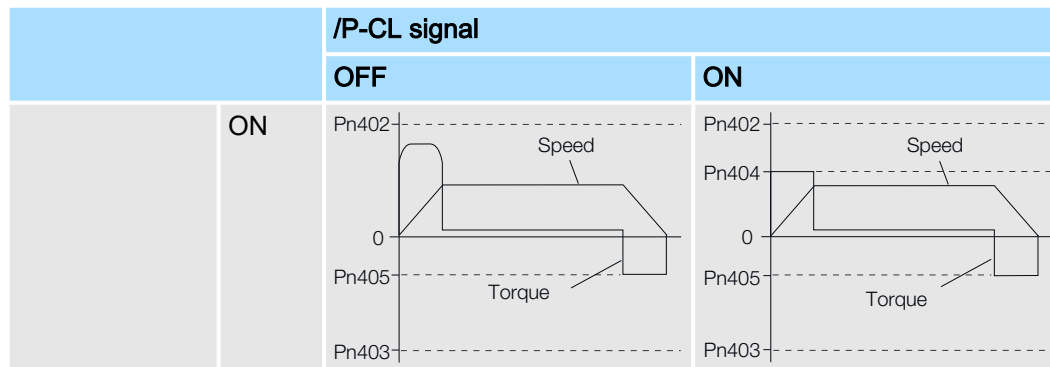 /P-CL signal
OFF
ON
ON
Pn402
Speed
0
Pn405
Torque
Pn403
Pn402
Speed
Pn404
0
Pn405
Torque
Pn403